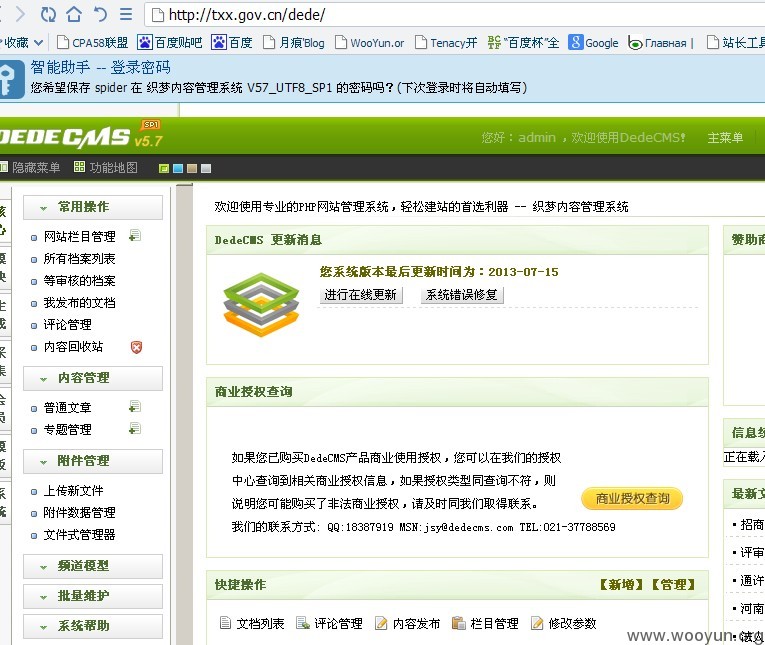 http://txx.gov.cn/dede/
收藏 CPA58联盟 百度贴吧 百度 月痕'Blog WooYun.or Tenacy开 "百度杯"全 Google Главная | 站长工具
智能助手 -- 登录密码
您希望保存 spider 在 织梦内容管理系统 V57_UTF8_SP1 的密码吗？(下次登录时将自动填写)
DEDECMS v5.7 SP1
您好：admin ，欢迎使用DedeCMS！ 主菜单
隐藏菜单 功能地图
欢迎使用专业的PHP网站管理系统，轻松建站的首选利器 -- 织梦内容管理系统
常用操作
网站栏目管理
所有档案列表
等审核的档案
我发布的文档
评论管理
内容回收站
内容管理
普通文章
专题管理
附件管理
上传新文件
附件数据管理
文件式管理器
频道模型
批量维护
系统帮助
DedeCMS 更新消息
您系统版本最后更新时间为：2013-07-15
进行在线更新 系统错误修复
商业授权查询
如果您已购买DedeCMS产品商业使用授权，您可以在我们的授权
中心查询到相关商业授权信息，如果授权类型同查询不符，则
说明您可能购买了非法商业授权，请及时同我们取得联系。
我们的联系方式: QQ:18387919 MSN:jsy@dedecms.com TEL:021-37788569
商业授权查询
快捷操作 【新增】【管理】
文档列表 评论管理 内容发布 栏目管理 修改参数
赞助商
信息统
正在载入
最新文
招商
评审
通许
河南
www.wooyun.org